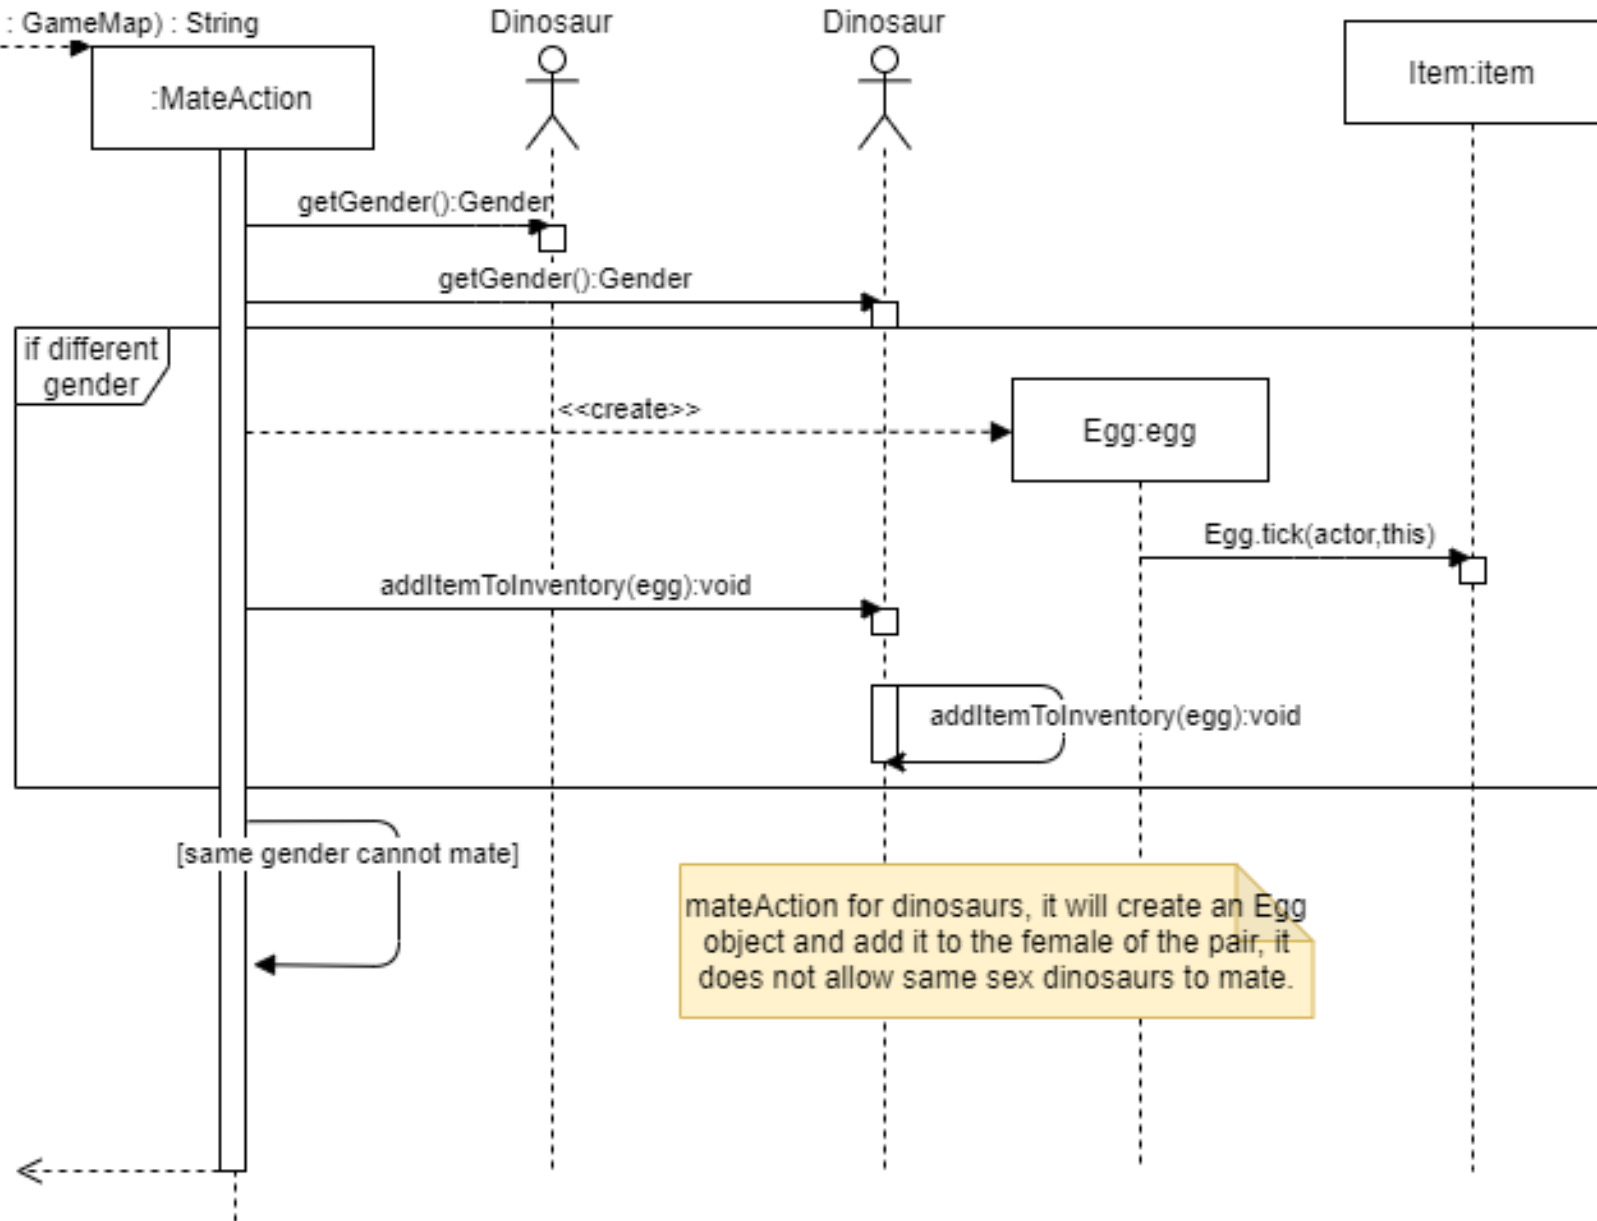 : GameMap) : String
Dinosaur
Dinosaur
:MateAction
Item:item
getGender():Gender
getGender():Gender
if different
gender
<<create>>
Egg:egg
Egg.tick(actor,this)
addItemToInventory(egg):void
addItemToInventory(egg):void
[same gender cannot mate]
mateAction for dinosaurs, it will create an Egg
object and add it to the female of the pair, it
does not allow same sex dinosaurs to mate.